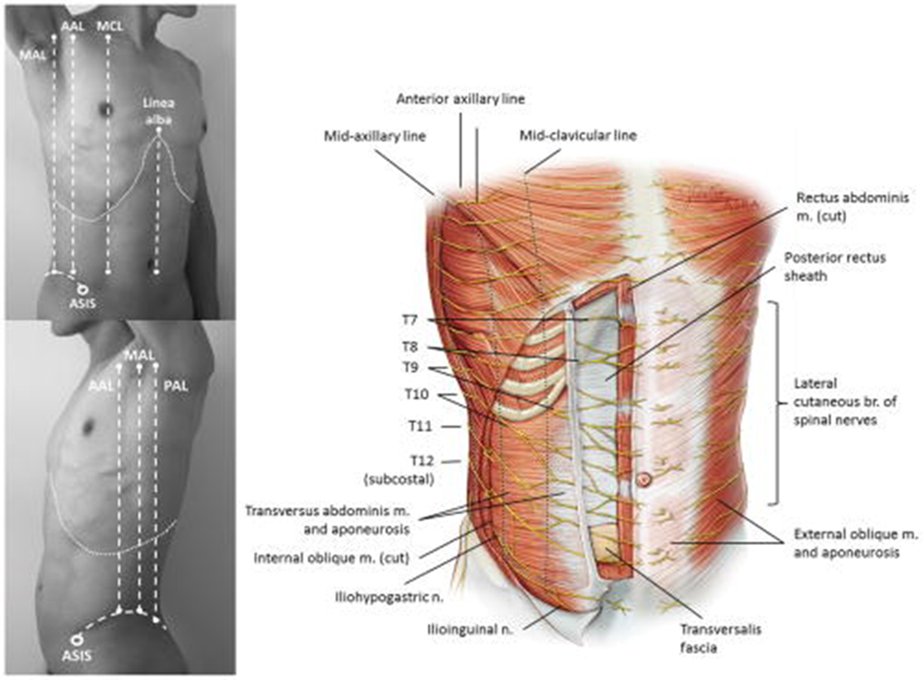 AAL MCL
MAL
Linea
alba
ASIS
MAL
AAL PAL
ASIS
Anterior axillary line
Mid-axillary line
Mid-clavicular line
Rectus abdominis
m. (cut)
Posterior rectus
sheath
T7
T8
T9
T10
T11
T12
(subcostal)
Lateral
cutaneous br. of
spinal nerves
Transversus abdominis m.
and aponeurosis
Internal oblique m. (cut)
Iliohypogastric n.
Ilioinguinal n.
External oblique m.
and aponeurosis
Transversalis
fascia